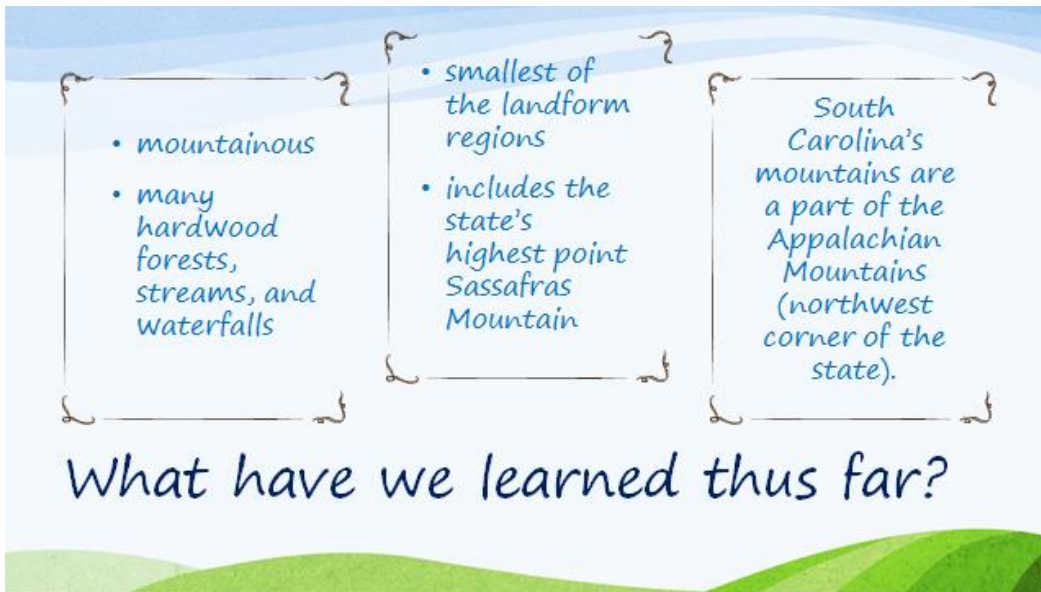 • mountainous
• many
hardwood
forests,
streams, and
waterfalls
• smallest of
the landform
regions
• includes the
state's
highest point
Sassafras
Mountain
South
Carolina's
mountains are
a part of the
Appalachian
Mountains
(northwest
corner of the
state).
What have we learned thus far?